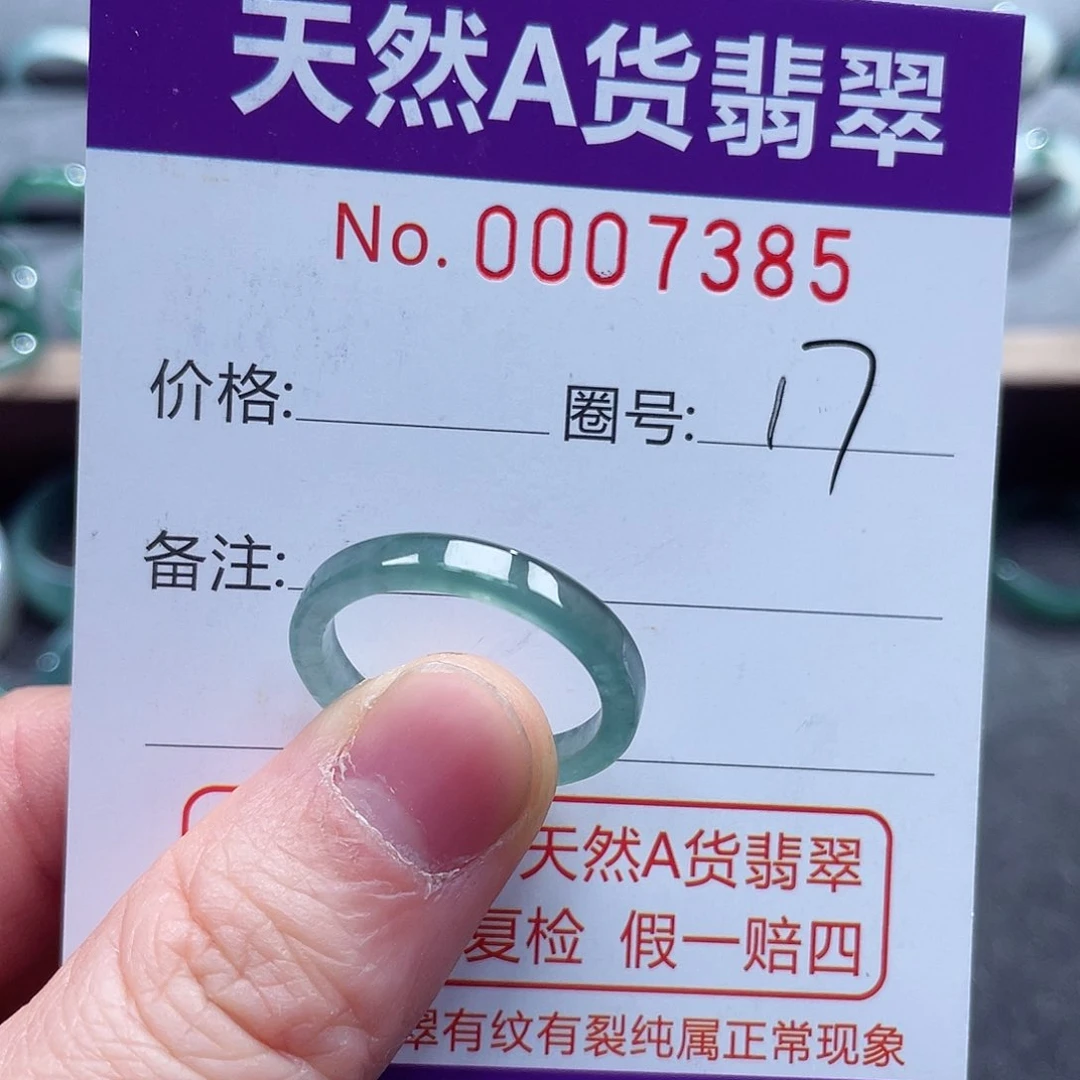 天然A货翡翠
No. 0007385
价格: 圈号: 17
备注:
天然A货翡翠
复检 假一赔四
翠有纹有裂纯属正常现象